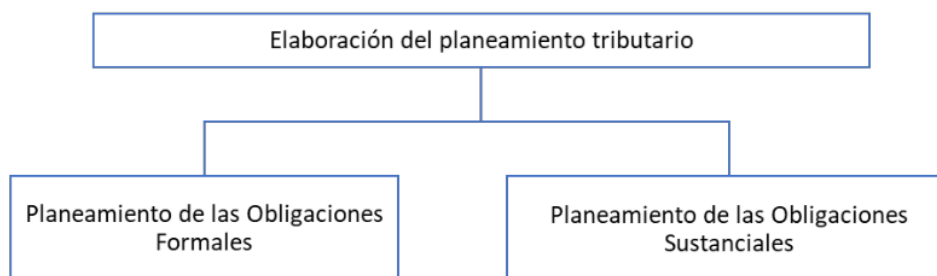 Elaboración del planeamiento tributario
Planeamiento de las Obligaciones
Formales
Planeamiento de las Obligaciones
Sustanciales